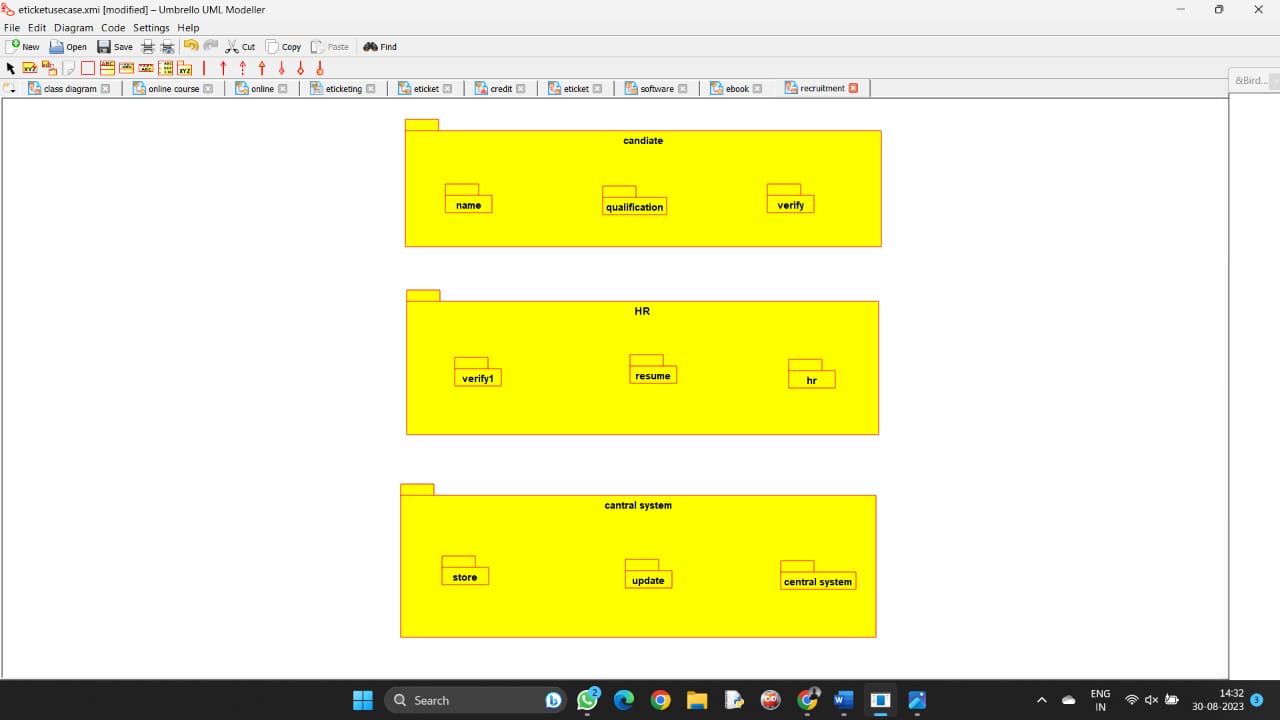 eticketusecase.xmi [modified] – Umbrello UML Modeller
File Edit Diagram Code Settings Help
New Open Save Cut Copy Paste Find
class diagram online course online eticketing eticket credit eticket software ebook recruitment
&Bird...
candiate
name qualification verify
HR
verify1 resume hr
cantral system
store update central system
Search
2
ENG
IN
14:32
30-08-2023
3